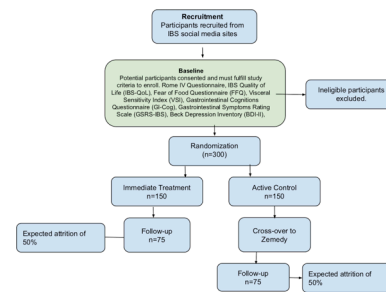 Recruitment
Participants recruited from
IBS social media sites
Baseline
Potential participants consented and must fulfill study
criteria to enroll. Rome IV Questionnaire, IBS Quality of
Life (IBS-QoL), Fear of Food Questionnaire (FFQ), Visceral
Sensitivity Index (VSI), Gastrointestinal Cognitions
Questionnaire (GI-Cog), Gastrointestinal Symptoms Rating
Scale (GSRS-IBS), Beck Depression Inventory (BDI-II),
Ineligible participants
excluded.
Randomization
(n=300)
Immediate Treatment
n=150
Active Control
n=150
Expected attrition of
50%
Follow-up
n=75
Cross-over to
Zemedy
Follow-up
n=75
Expected attrition of
50%